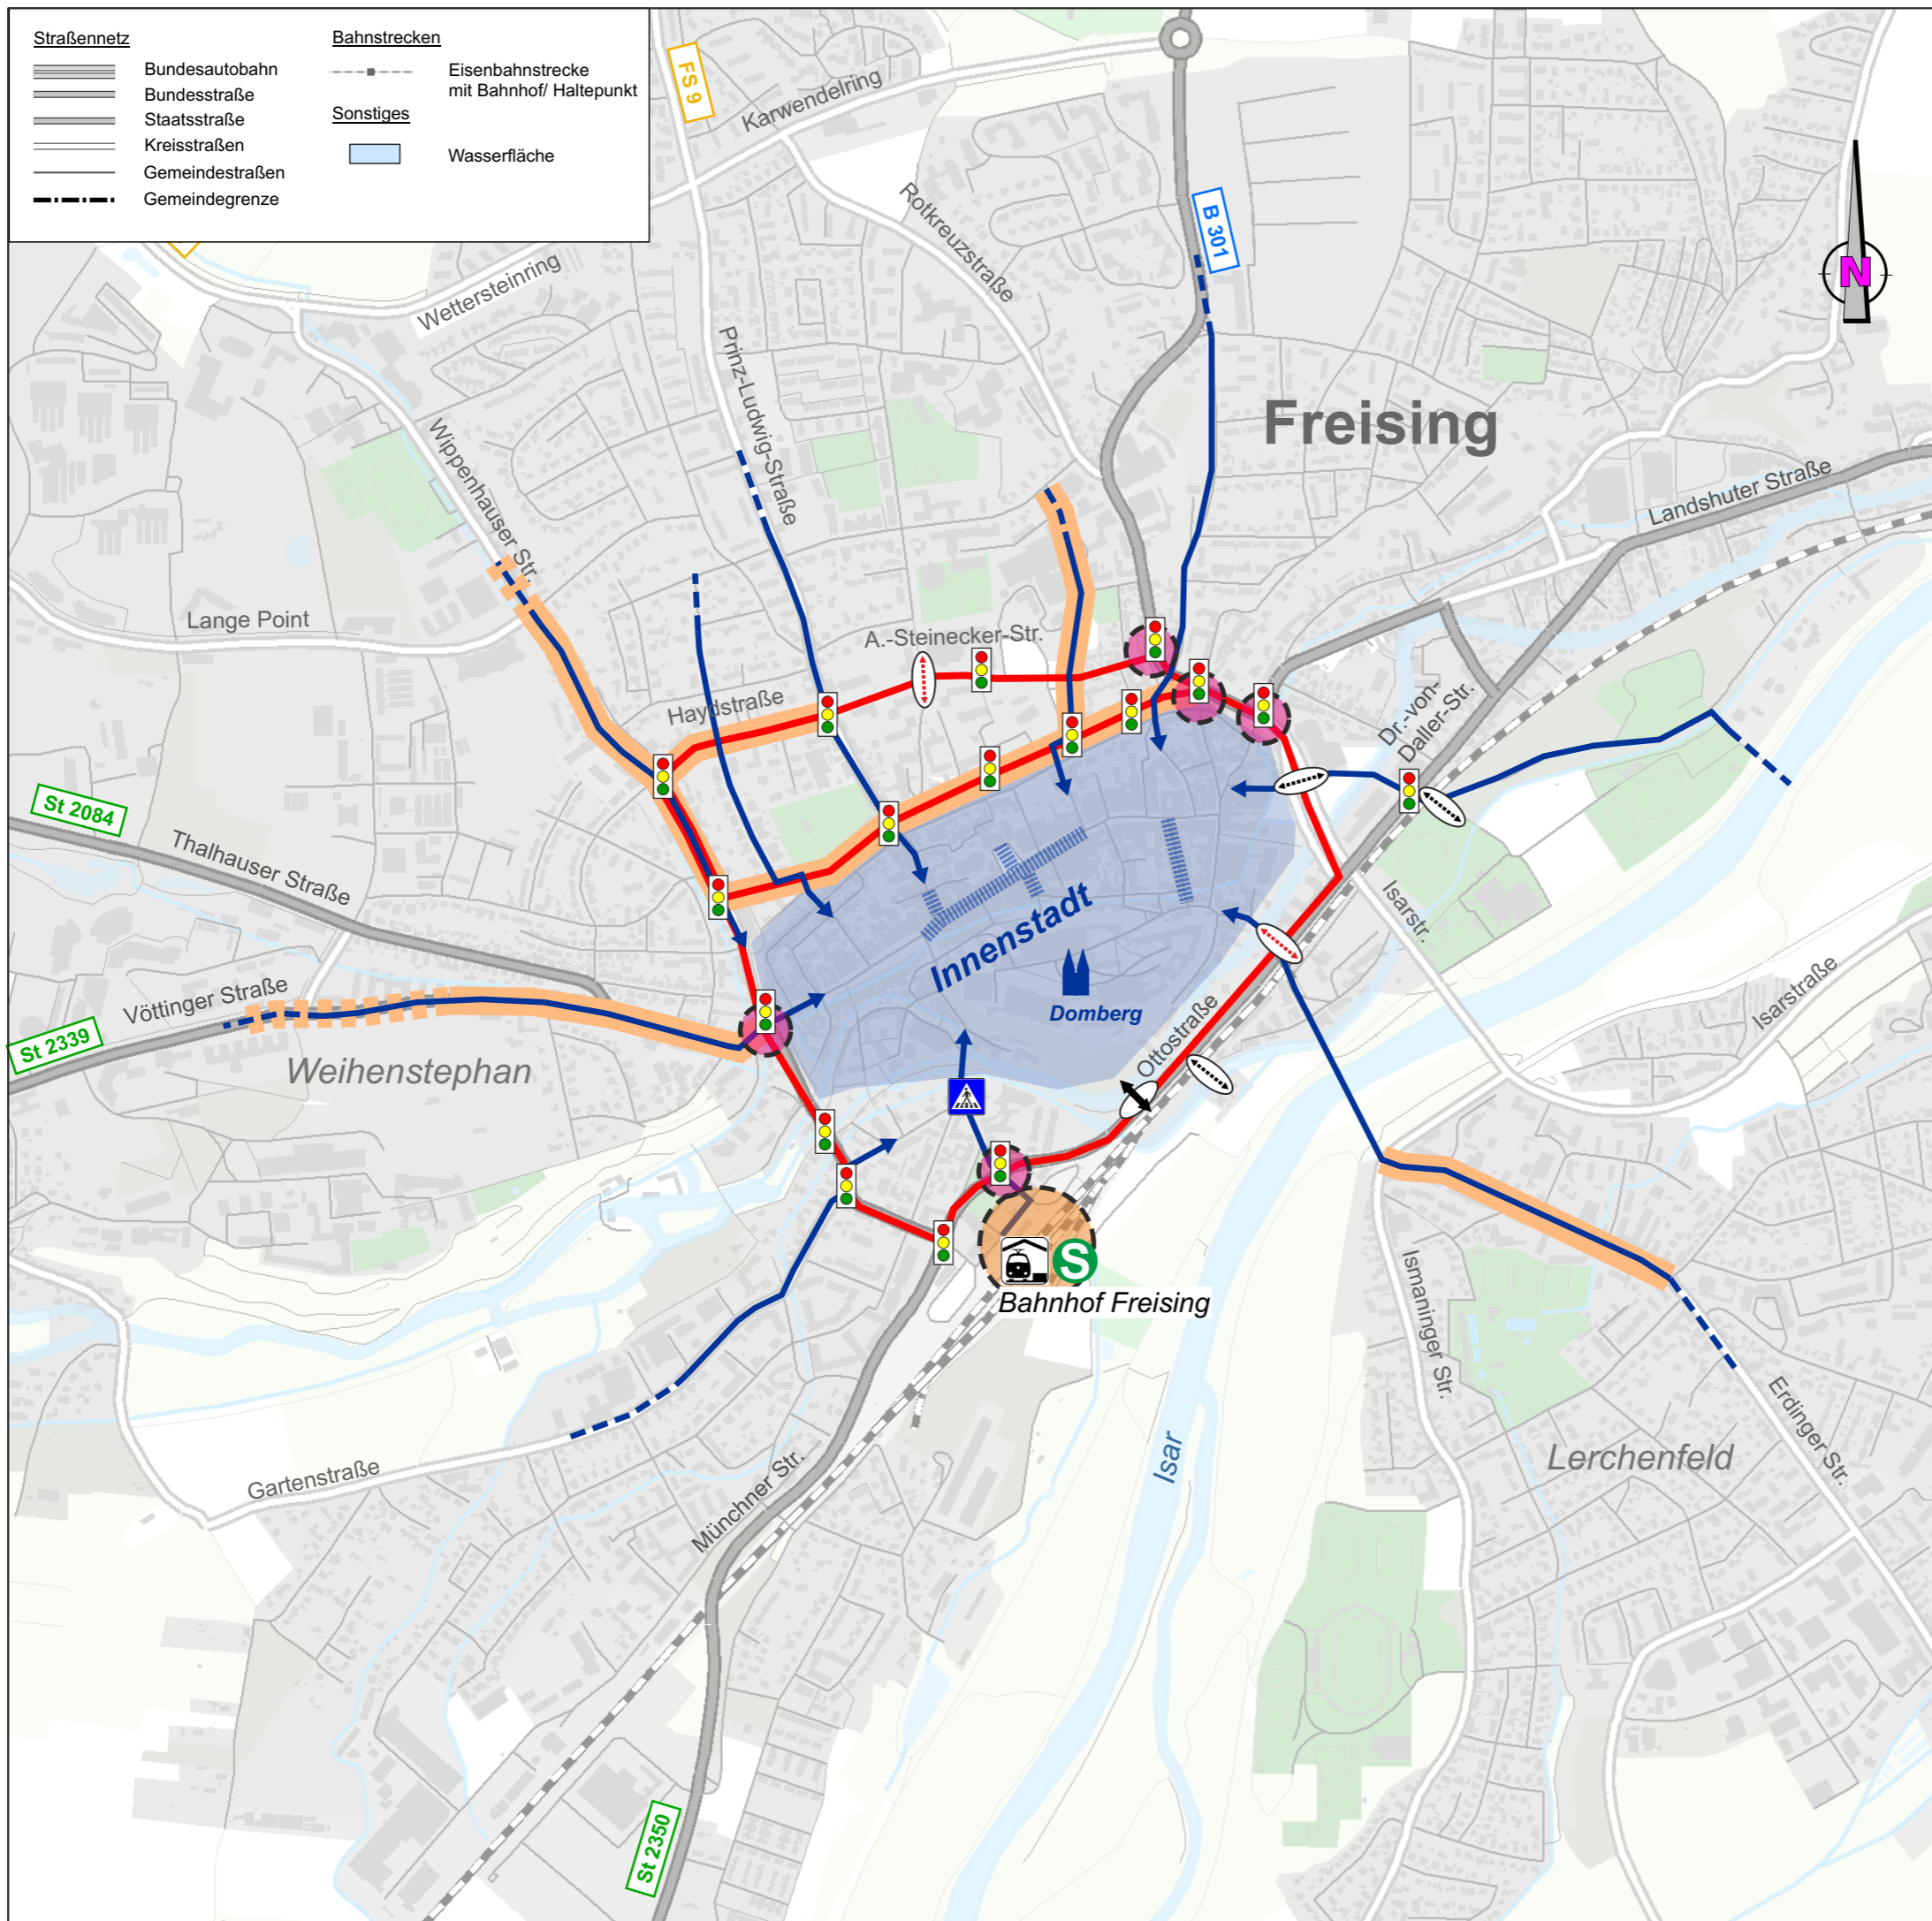 Straßennetz
Bundesautobahn
Bundesstraße
Staatsstraße
Kreisstraßen
Gemeindestraßen
Gemeindegrenze
Bahnstrecken
Eisenbahnstrecke
mit Bahnhof/ Haltepunkt
Sonstiges
Wasserfläche
FS 9
Karwendelring
Rotkreuzstraße
B 301
N
Wettersteinring
Prinz-Ludwig-Straße
Freising
Wippenhauser Str.
Landshuter Straße
Lange Point
A.-Steinecker-Str.
Haydstraße
Dr.-von-
Daller-Str.
St 2084
Thalhauser Straße
Isarstr.
Innenstadt
Domberg
Vöttinger Straße
St 2339
Weihenstephan
Ottostraße
Isarstraße
S
Bahnhof Freising
Ismaninger Str.
Isar
Erdinger Str.
Lerchenfeld
Gartenstraße
Münchner Str.
St 2350